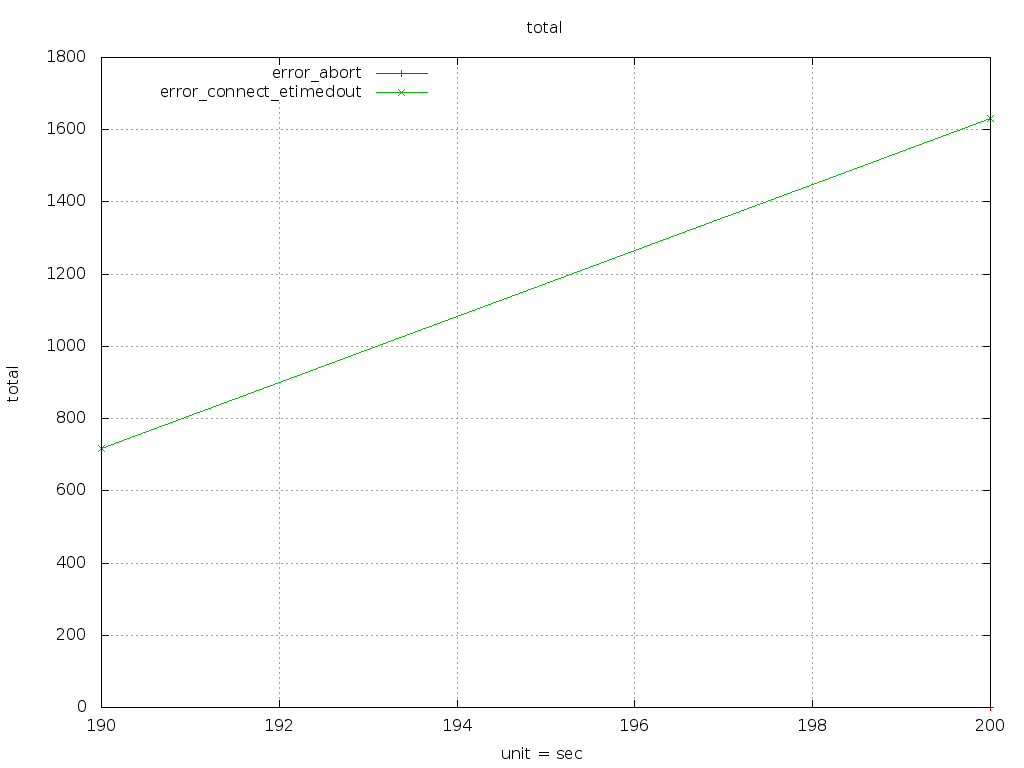 total
1800
1600
1400
1200
1000
800
600
400
200
0
error_abort
error_connect_etimedout
total
190 192 194 196 198 200
unit = sec